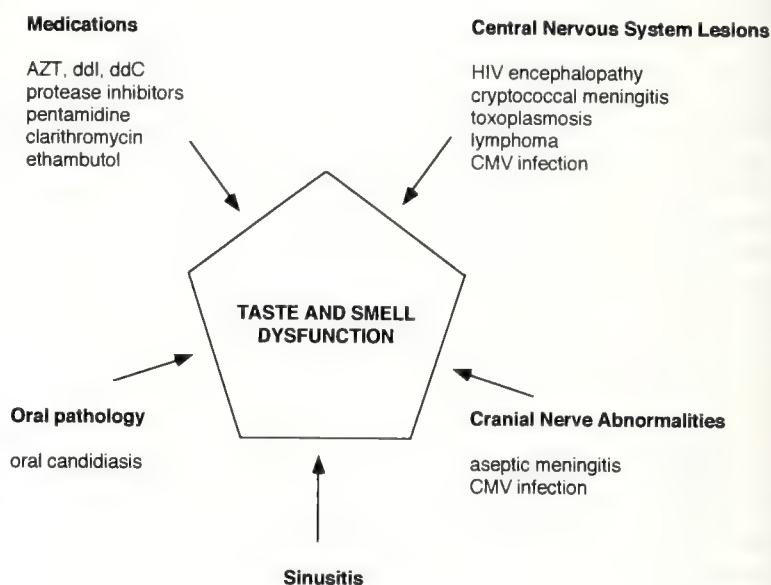 Medications
AZT, ddI, ddC
protease inhibitors
pentamidine
clarithromycin
ethambutol
Central Nervous System Lesions
HIV encephalopathy
cryptococcal meningitis
toxoplasmosis
lymphoma
CMV infection
TASTE AND SMELL
DYSFUNCTION
Oral pathology
oral candidiasis
Cranial Nerve Abnormalities
aseptic meningitis
CMV infection
Sinusitis